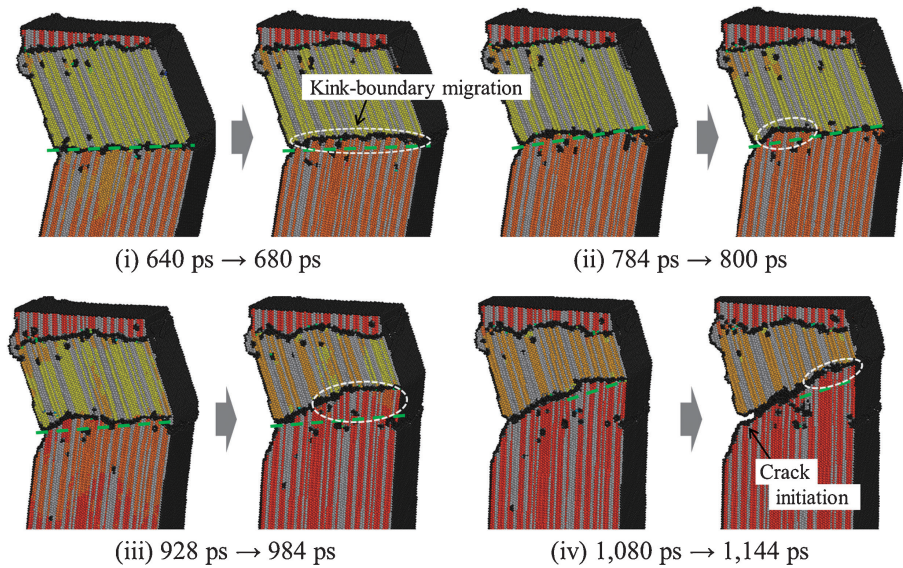 Kink-boundary migration
(i) 640 ps → 680 ps
(ii) 784 ps → 800 ps
Crack
initiation
(iii) 928 ps → 984 ps
(iv) 1,080 ps → 1,144 ps